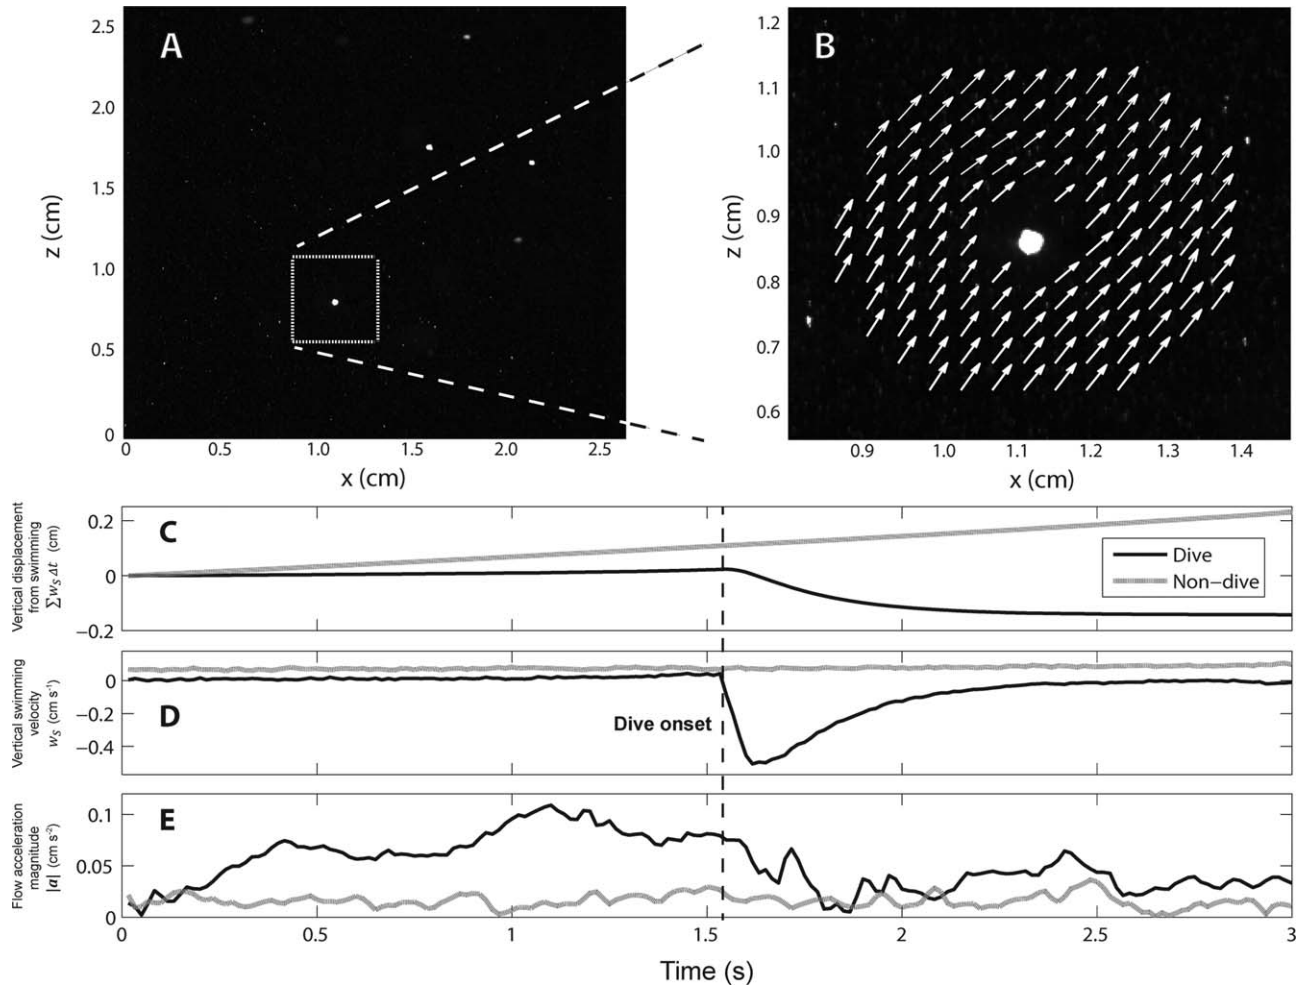 A
2.5
2.0
1.5
1.0
0.5
0
z (cm)
0.0 0.5 1.0 1.5 2.0 2.5
x (cm)
B
1.2
1.1
1.0
0.9
0.8
0.7
0.6
z (cm)
0.9 1.0 1.1 1.2 1.3 1.4
x (cm)
C
Vertical displacement
from swimming
∑w_S Δt (cm)
0.2
0
−0.2
Dive
Non−dive
D
Vertical swimming
velocity
w_S (cm s⁻¹)
0
−0.2
−0.4
Dive onset
E
Flow acceleration
magnitude
|a| (cm s⁻²)
0.1
0.05
0
0 0.5 1 1.5 2 2.5 3
Time (s)